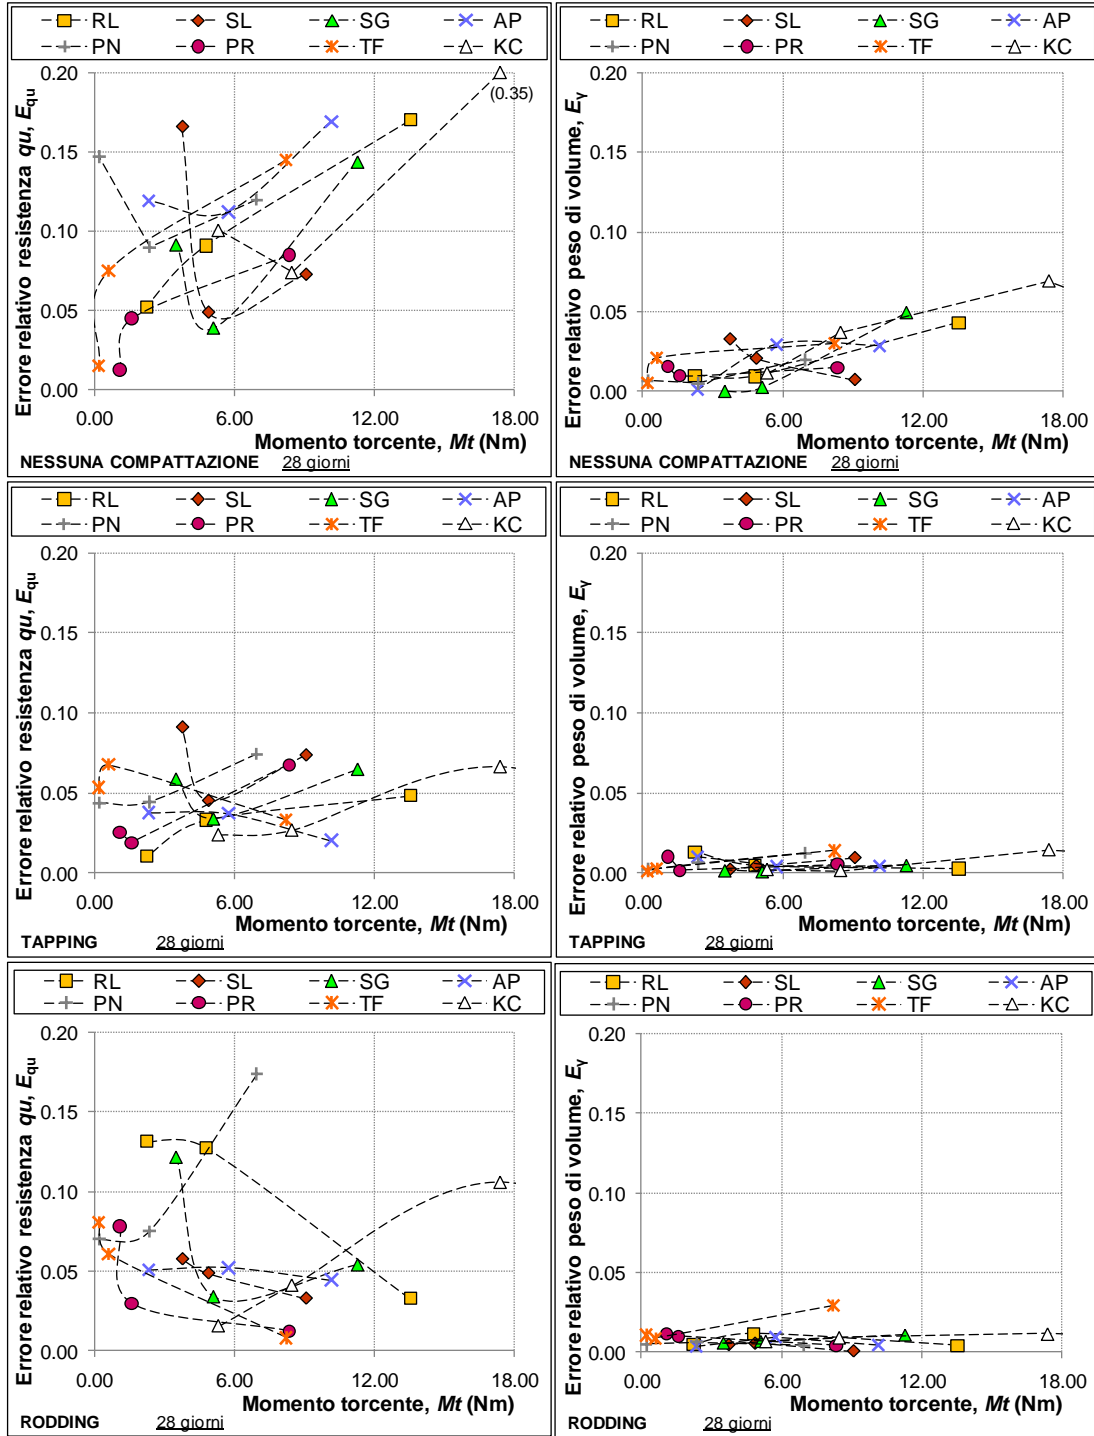 RL SL SG AP
PN PR TF KC
Errore relativo resistenza qu, Equ
0.20
0.15
0.10
0.05
0.00
(0.35)
0.00 6.00 12.00 18.00
Momento torcente, Mt (Nm)
NESSUNA COMPATTAZIONE 28 giorni
RL SL SG AP
PN PR TF KC
Errore relativo peso di volume, Eγ
0.20
0.15
0.10
0.05
0.00
0.00 6.00 12.00 18.00
Momento torcente, Mt (Nm)
NESSUNA COMPATTAZIONE 28 giorni
RL SL SG AP
PN PR TF KC
Errore relativo resistenza qu, Equ
0.20
0.15
0.10
0.05
0.00
0.00 6.00 12.00 18.00
Momento torcente, Mt (Nm)
TAPPING 28 giorni
RL SL SG AP
PN PR TF KC
Errore relativo peso di volume, Eγ
0.20
0.15
0.10
0.05
0.00
0.00 6.00 12.00 18.00
Momento torcente, Mt (Nm)
TAPPING 28 giorni
RL SL SG AP
PN PR TF KC
Errore relativo resistenza qu, Equ
0.20
0.15
0.10
0.05
0.00
0.00 6.00 12.00 18.00
Momento torcente, Mt (Nm)
RODDING 28 giorni
RL SL SG AP
PN PR TF KC
Errore relativo peso di volume, Eγ
0.20
0.15
0.10
0.05
0.00
0.00 6.00 12.00 18.00
Momento torcente, Mt (Nm)
RODDING 28 giorni